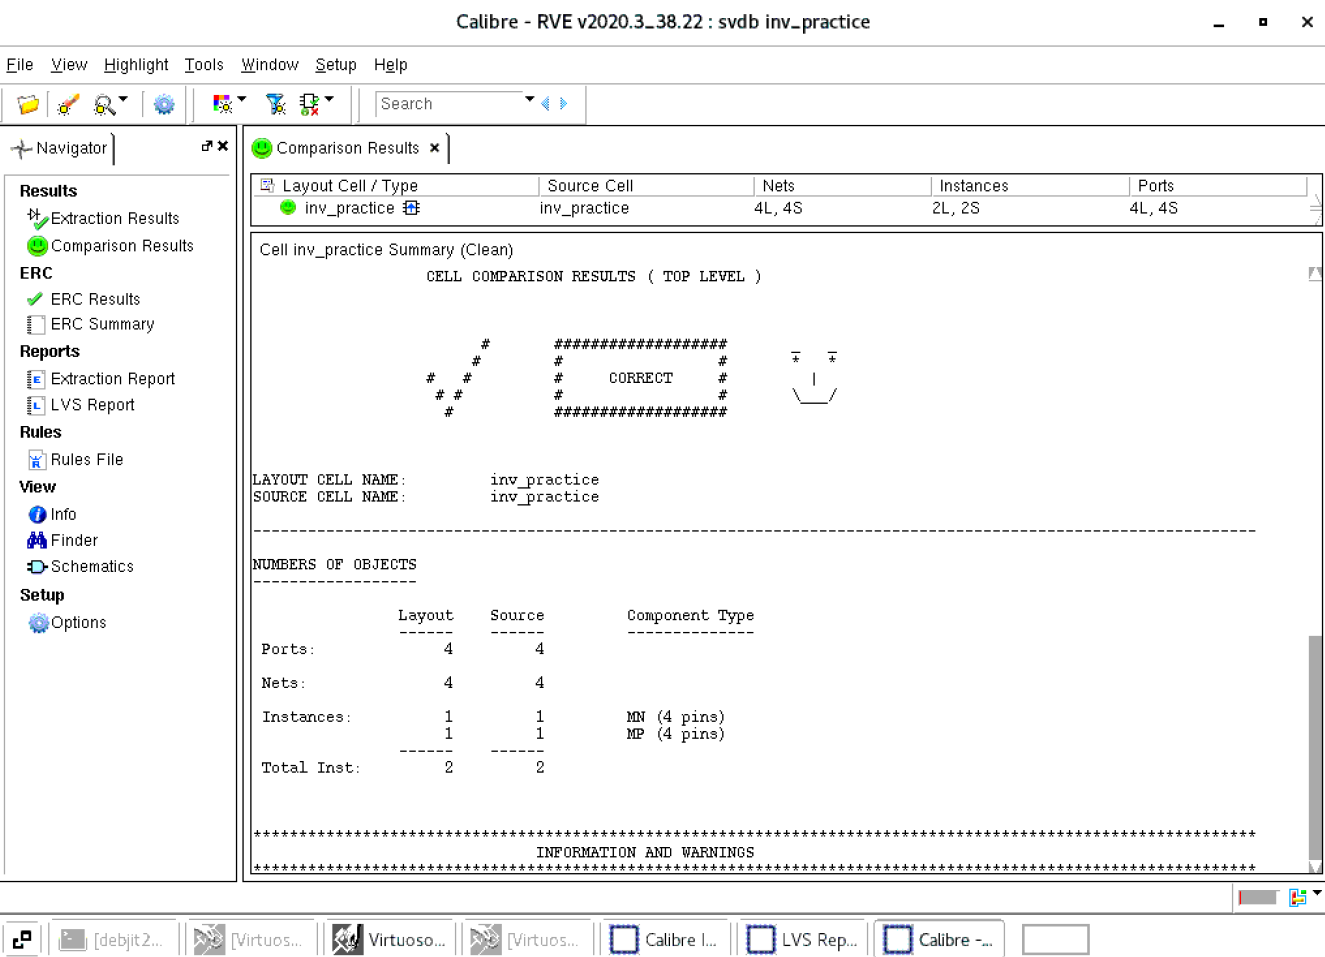 Calibre - RVE v2020.3_38.22 : svdb inv_practice
File View Highlight Tools Window Setup Help
Search
Navigator
Comparison Results
Results
Extraction Results
Comparison Results
ERC
ERC Results
ERC Summary
Reports
Extraction Report
LVS Report
Rules
Rules File
View
Info
Finder
Schematics
Setup
Options
Layout Cell / Type Source Cell Nets Instances Ports
inv_practice inv_practice 4L, 4S 2L, 2S 4L, 4S
Cell inv_practice Summary (Clean)
CELL COMPARISON RESULTS ( TOP LEVEL )
# ################### _ _
# # # * *
# # # CORRECT # |
# # # # \___/
# ###################
LAYOUT CELL NAME: inv_practice
SOURCE CELL NAME: inv_practice
NUMBERS OF OBJECTS
Layout Source Component Type
Ports: 4 4
Nets: 4 4
Instances: 1 1 MN (4 pins)
1 1 MP (4 pins)
Total Inst: 2 2
INFORMATION AND WARNINGS
[debjit2... [Virtuos... Virtuoso... [Virtuos... Calibre I... LVS Rep... Calibre -...